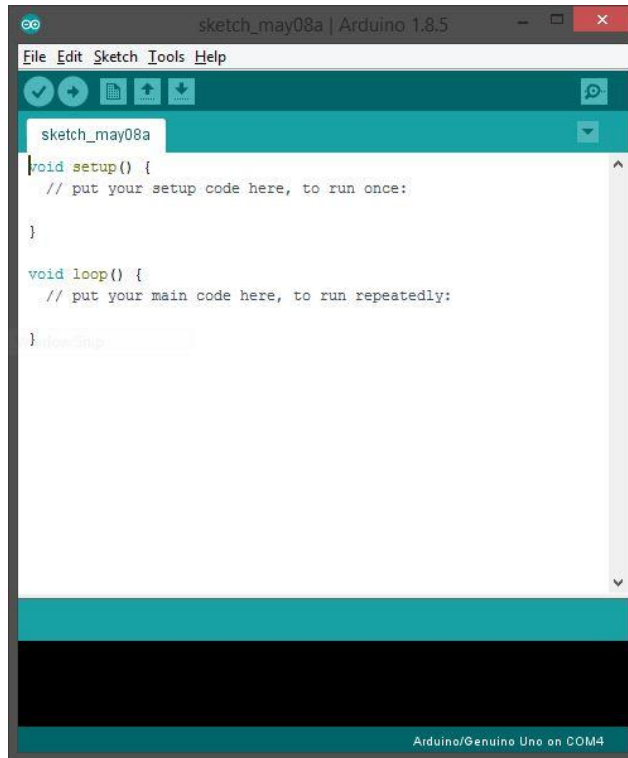 sketch_may08a | Arduino 1.8.5
File Edit Sketch Tools Help
sketch_may08a
void setup() {
  // put your setup code here, to run once:

}

void loop() {
  // put your main code here, to run repeatedly:

}
Arduino/Genuino Uno on COM4